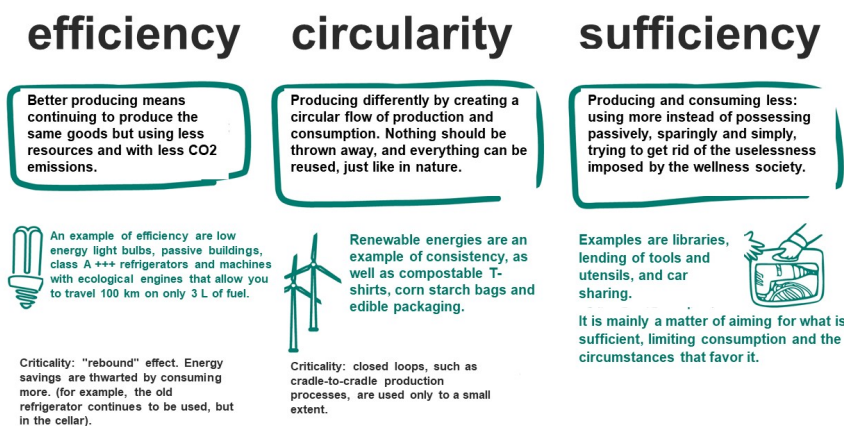 efficiency
Better producing means
continuing to produce the
same goods but using less
resources and with less CO2
emissions.
An example of efficiency are low
energy light bulbs, passive buildings,
class A +++ refrigerators and machines
with ecological engines that allow you
to travel 100 km on only 3 L of fuel.
Criticality: "rebound" effect. Energy
savings are thwarted by consuming
more. (for example, the old
refrigerator continues to be used, but
in the cellar).
circularity
Producing differently by creating a
circular flow of production and
consumption. Nothing should be
thrown away, and everything can be
reused, just like in nature.
Renewable energies are an
example of consistency, as
well as compostable T-
shirts, corn starch bags and
edible packaging.
Criticality: closed loops, such as
cradle-to-cradle production
processes, are used only to a small
extent.
sufficiency
Producing and consuming less:
using more instead of possessing
passively, sparingly and simply,
trying to get rid of the uselessness
imposed by the wellness society.
Examples are libraries,
lending of tools and
utensils, and car
sharing.
It is mainly a matter of aiming for what is
sufficient, limiting consumption and the
circumstances that favor it.